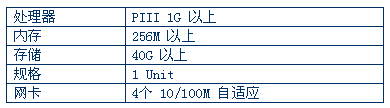 处理器 PIII 1G 以上
内存 256M 以上
存储 40G 以上
规格 1 Unit
网卡 4个 10/100M 自适应